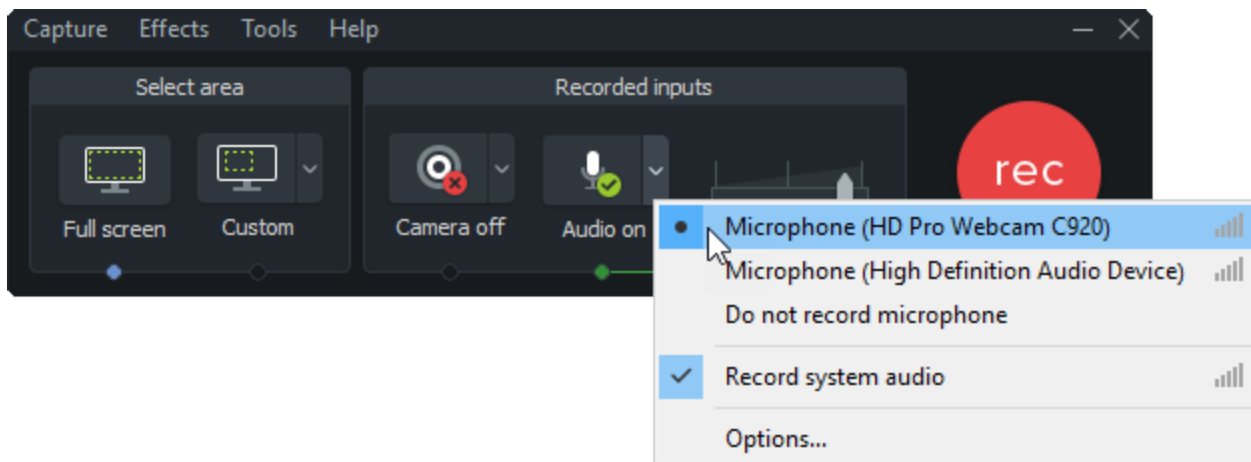 Capture Effects Tools Help
Select area
Recorded inputs
rec
Full screen
Custom
Camera off
Audio on
Microphone (HD Pro Webcam C920)
Microphone (High Definition Audio Device)
Do not record microphone
Record system audio
Options...